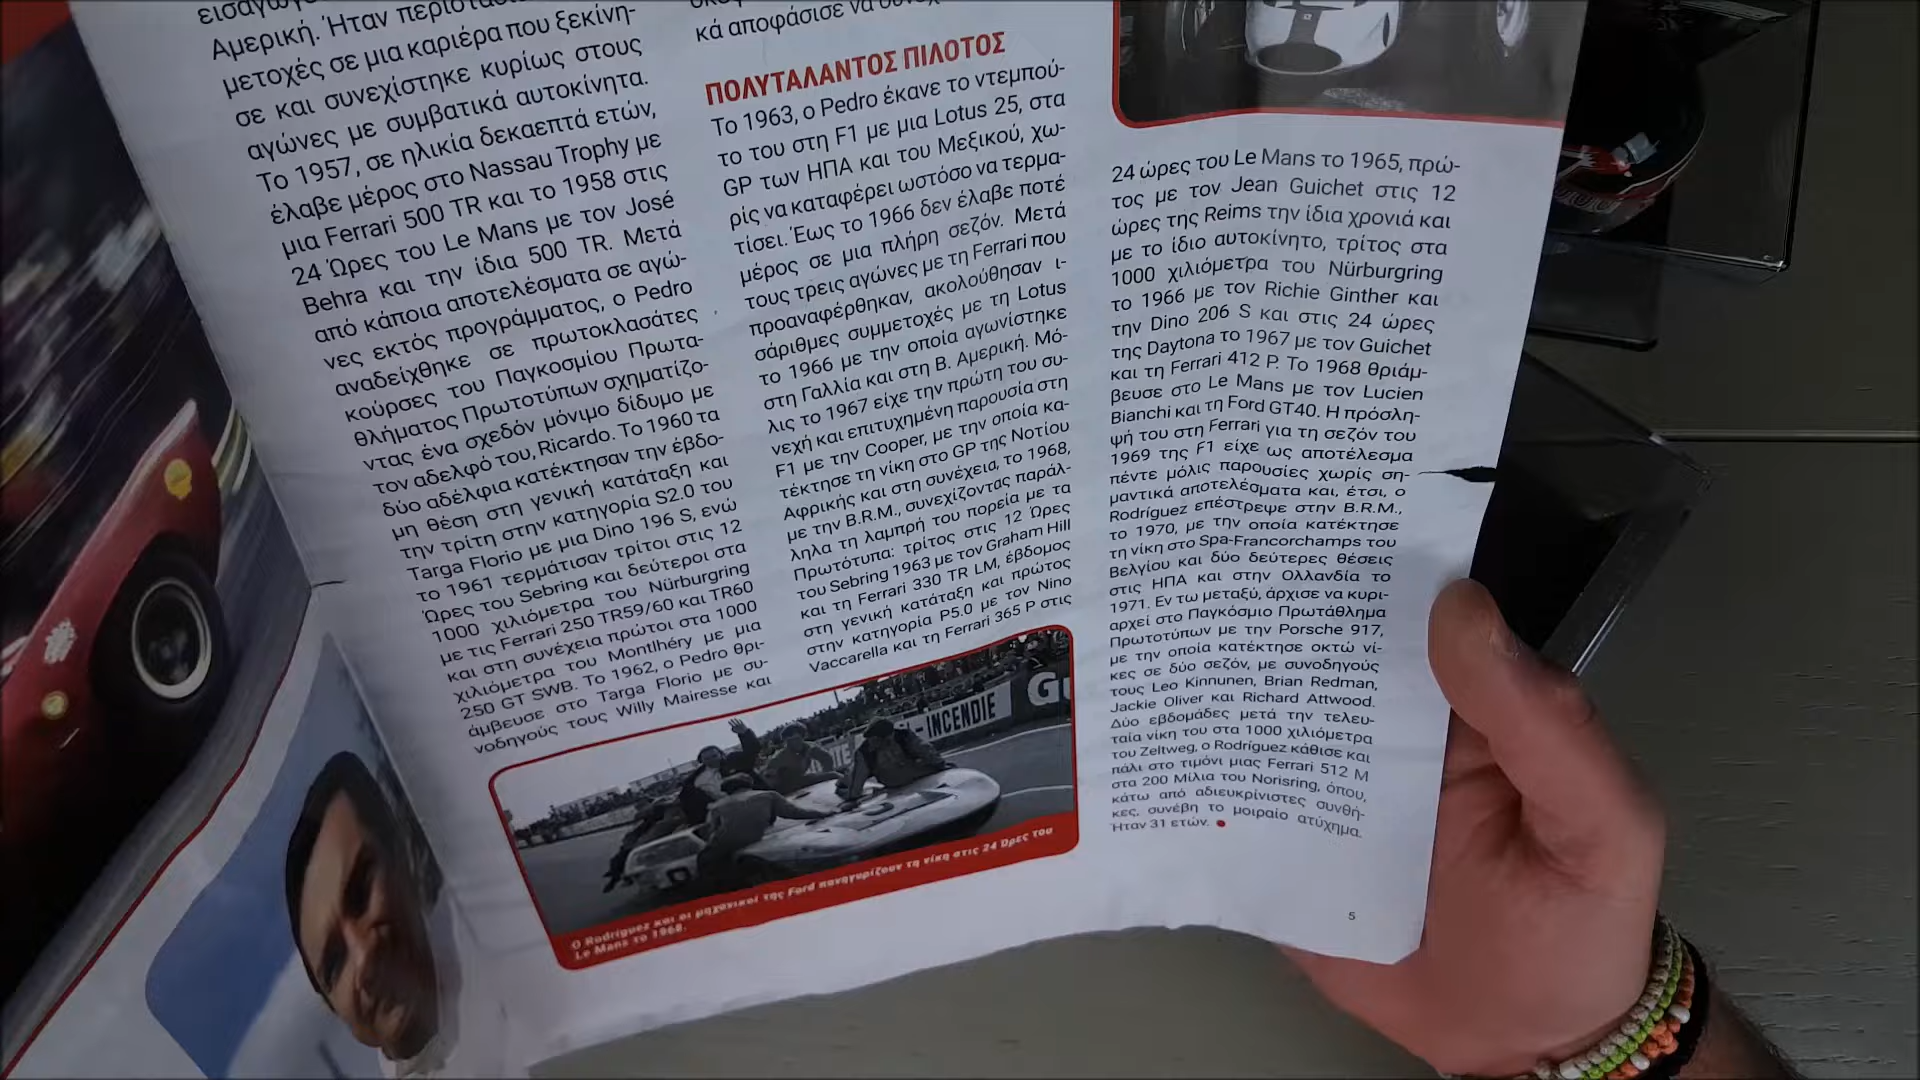 Αμερική. Ήταν
μετοχές σε μια καριέρα που ξεκίνη-
σε και συνεχίστηκε κυρίως στους
αγώνες με συμβατικά αυτοκίνητα.
Το 1957, σε ηλικία δεκαεπτά ετών,
έλαβε μέρος στο Nassau Trophy με
μια Ferrari 500 TR και το 1958 στις
24 Ώρες του Le Mans με τον José
Behra και την ίδια 500 TR. Μετά
από κάποια αποτελέσματα σε αγώ-
νες εκτός προγράμματος, ο Pedro
αναδείχθηκε σε πρωτοκλασάτες
κούρσες του Παγκοσμίου Πρωτα-
θλήματος Πρωτοτύπων σχηματίζο-
ντας ένα σχεδόν μόνιμο δίδυμο με
τον αδελφό του, Ricardo. Το 1960 τα
δύο αδέλφια κατέκτησαν την έβδο-
μη θέση στη γενική κατάταξη και
την τρίτη στην κατηγορία S2.0 του
Targa Florio με μια Dino 196 S, ενώ
το 1961 τερμάτισαν τρίτοι στις 12
Ώρες του Sebring και δεύτεροι στα
1000 χιλιόμετρα του Nürburgring
με τις Ferrari 250 TR59/60 και TR60
και στη συνέχεια πρώτοι στα 1000
χιλιόμετρα του Montlhéry με μια
250 GT SWB. Το 1962, ο Pedro θρι-
άμβευσε στο Targa Florio με συ-
νοδηγούς τους Willy Mairesse και
κά αποφάσισε να
ΠΟΛΥΤΑΛΑΝΤΟΣ ΠΙΛΟΤΟΣ
Το 1963, ο Pedro έκανε το ντεμπού-
το του στη F1 με μια Lotus 25, στα
GP των ΗΠΑ και του Μεξικού, χω-
ρίς να καταφέρει ωστόσο να τερμα-
τίσει. Έως το 1966 δεν έλαβε ποτέ
μέρος σε μια πλήρη σεζόν. Μετά
τους τρεις αγώνες με τη Ferrari που
προαναφέρθηκαν, ακολούθησαν ι-
σάριθμες συμμετοχές με τη Lotus
το 1966 με την οποία αγωνίστηκε
στη Γαλλία και στη Β. Αμερική. Μό-
λις το 1967 είχε την πρώτη του συ-
νεχή και επιτυχημένη παρουσία στη
F1 με την Cooper, με την οποία κα-
τέκτησε τη νίκη στο GP της Νοτίου
Αφρικής και στη συνέχεια, το 1968,
με την B.R.M., συνεχίζοντας παράλ-
ληλα τη λαμπρή του πορεία με τα
Πρωτότυπα: τρίτος στις 12 Ώρες
του Sebring 1963 με τον Graham Hill
και τη Ferrari 330 TR LM, έβδομος
στη γενική κατάταξη και πρώτος
στην κατηγορία P5.0 με τον Nino
Vaccarella και τη Ferrari 365 P στις
24 ώρες του Le Mans το 1965, πρώ-
τος με τον Jean Guichet στις 12
ώρες της Reims την ίδια χρονιά και
με το ίδιο αυτοκίνητο, τρίτος στα
1000 χιλιόμετρα του Nürburgring
το 1966 με τον Richie Ginther και
την Dino 206 S και στις 24 ώρες
της Daytona το 1967 με τον Guichet
και τη Ferrari 412 P. Το 1968 θριάμ-
βευσε στο Le Mans με τον Lucien
Bianchi και τη Ford GT40. Η πρόσλη-
ψή του στη Ferrari για τη σεζόν του
1969 της F1 είχε ως αποτέλεσμα
πέντε μόλις παρουσίες χωρίς ση-
μαντικά αποτελέσματα και, έτσι, ο
Rodríguez επέστρεψε στην B.R.M.,
το 1970, με την οποία κατέκτησε
τη νίκη στο Spa-Francorchamps του
Βελγίου και δύο δεύτερες θέσεις
στις ΗΠΑ και στην Ολλανδία το
1971. Εν τω μεταξύ, άρχισε να κυρι-
αρχεί στο Παγκόσμιο Πρωτάθλημα
Πρωτοτύπων με την Porsche 917,
με την οποία κατέκτησε οκτώ νί-
κες σε δύο σεζόν, με συνοδηγούς
τους Leo Kinnunen, Brian Redman,
Jackie Oliver και Richard Attwood.
Δύο εβδομάδες μετά την τελευ-
ταία νίκη του στα 1000 χιλιόμετρα
του Zeltweg, ο Rodríguez κάθισε και
πάλι στο τιμόνι μιας Ferrari 512 M
στα 200 Μίλια του Norisring, όπου,
κάτω από αδιευκρίνιστες συνθή-
κες, συνέβη το μοιραίο ατύχημα.
Ήταν 31 ετών.
INCENDIE
Ο Rodríguez και οι μηχανικοί της Ford πανηγυρίζουν τη νίκη στις 24 Ώρες του
Le Mans το 1968.
5